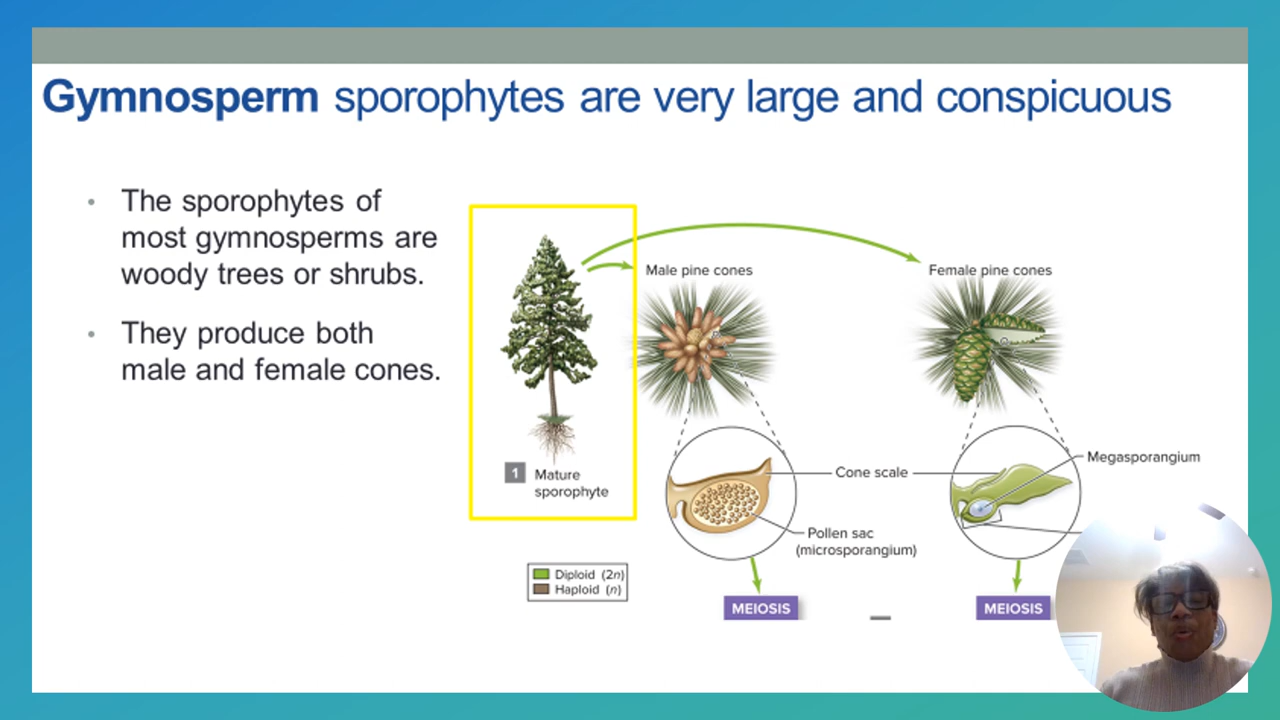 Gymnosperm sporophytes are very large and conspicuous
• The sporophytes of
most gymnosperms are
woody trees or shrubs.
• They produce both
male and female cones.
1 Mature
sporophyte
Diploid (2n)
Haploid (n)
Male pine cones
Female pine cones
Cone scale
Megasporangium
Pollen sac
(microsporangium)
MEIOSIS
MEIOSIS